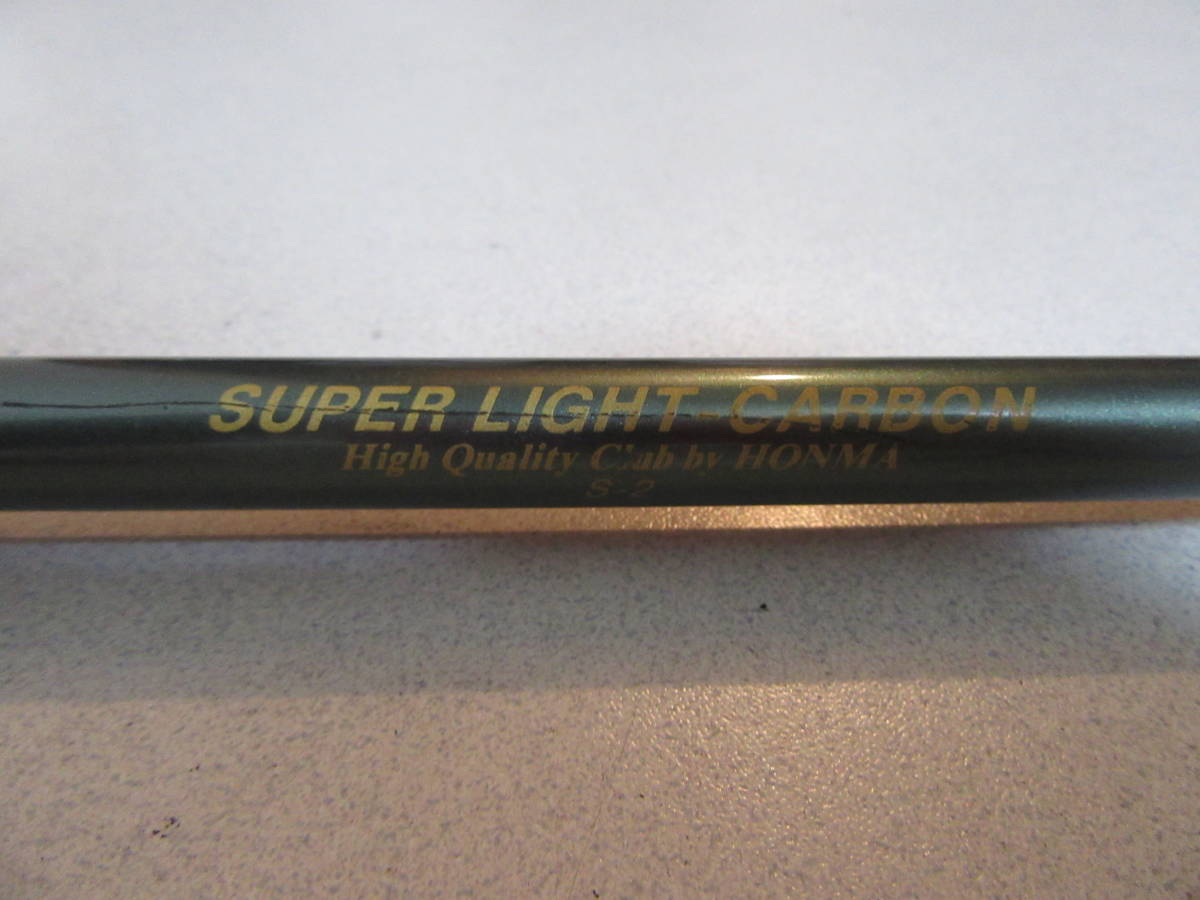 SUPER LIGHT-CARBON
High Quality Club by HONMA
S-2